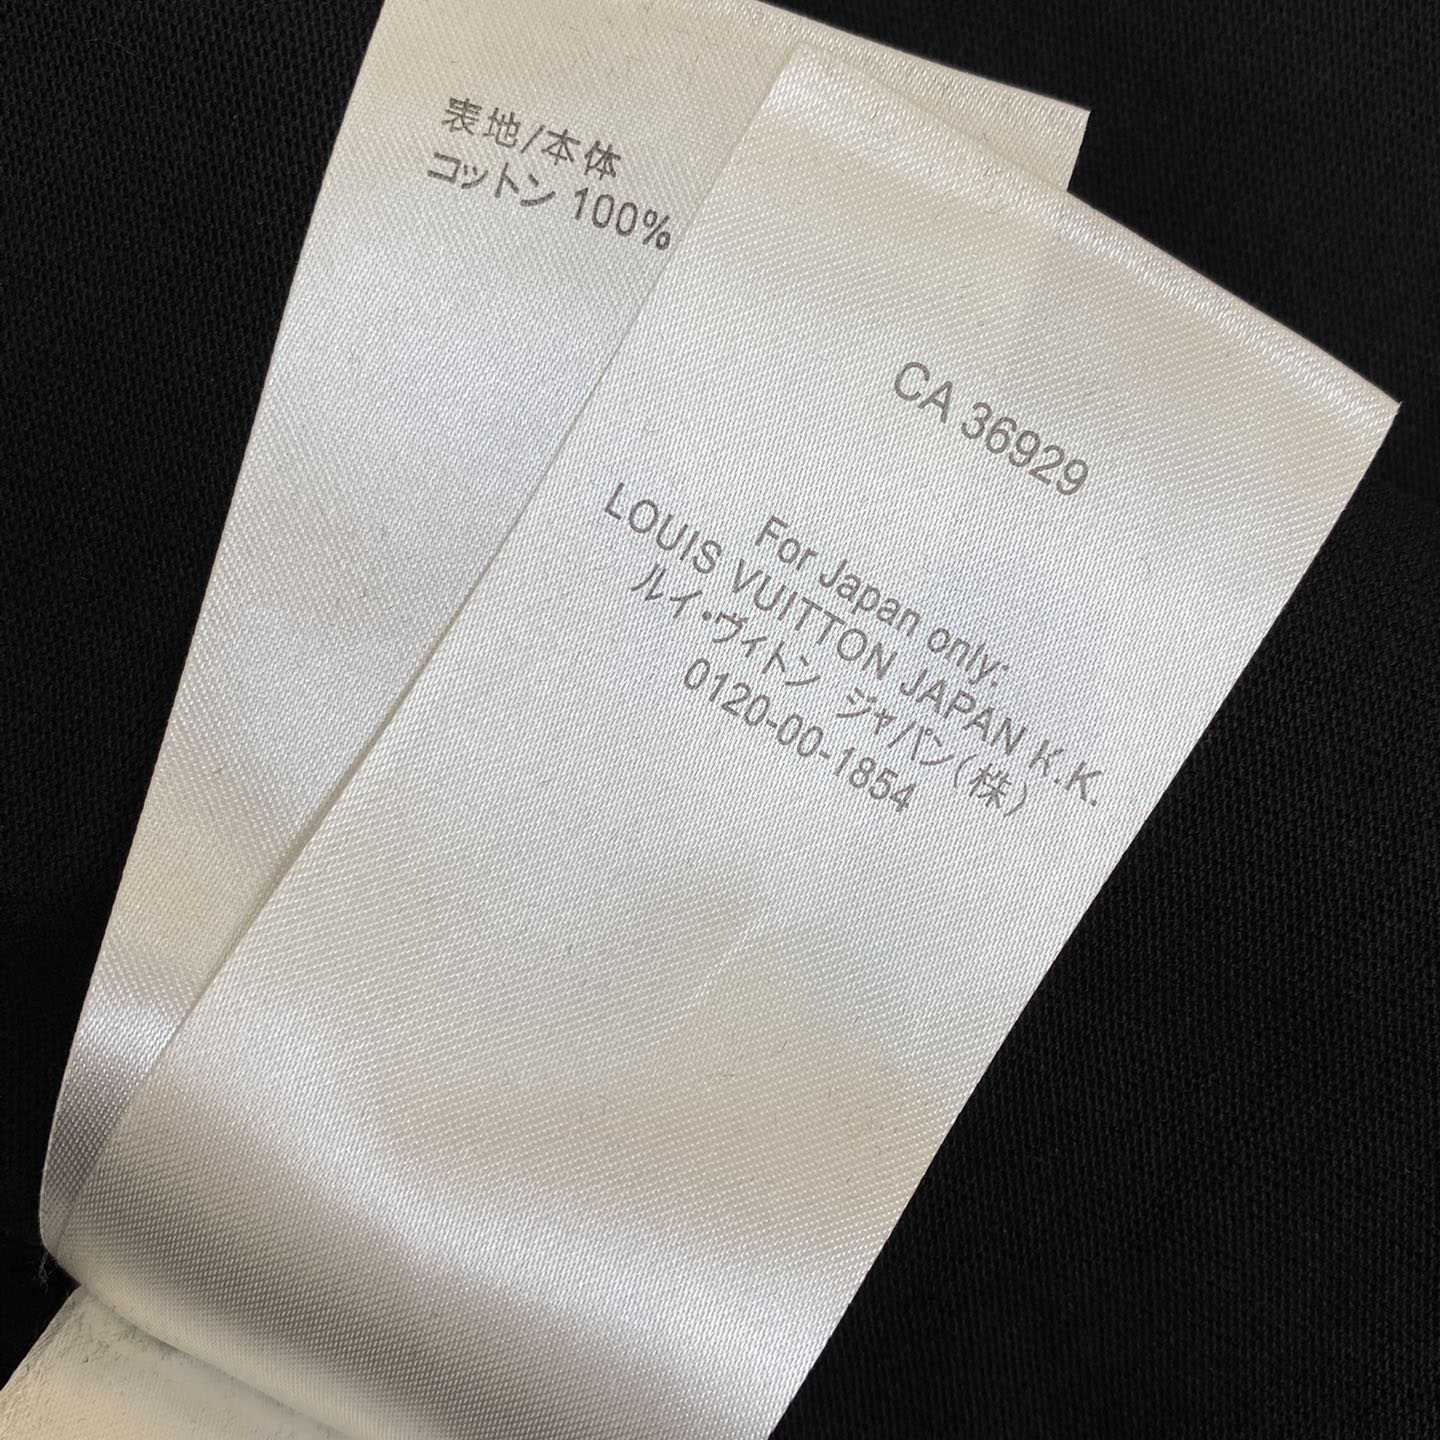 表地/本体
コットン 100%
CA 36929
For Japan only:
LOUIS VUITTON JAPAN K.K.
ルイ・ヴィトン ジャパン(株)
0120-00-1854